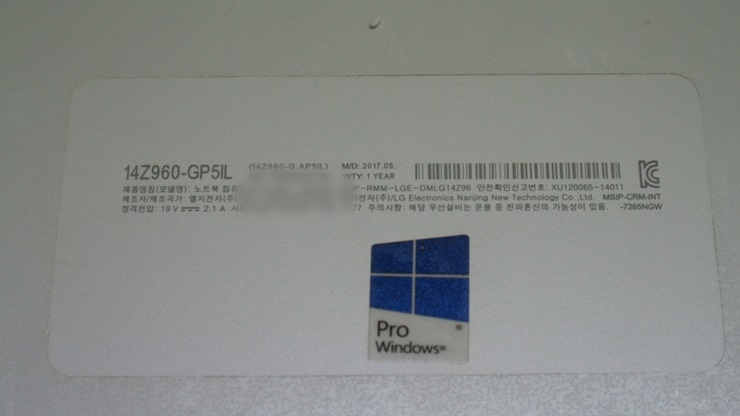 14Z960-GP5IL (14Z960-G.AP5IL) M/D: 2017.05.
WTY: 1 YEAR
제품명칭(모델명): 노트북 컴퓨 P-RMM-LGE-DMLG14Z96 안전확인신고번호: XU120065-14011
제조자/제조국가: 엘지전자(주) 전자(주)/LG Electronics Nanjing New Technology Co.,Ltd. MSIP-CRM-INT
정격전압: 19 V 2.1 A 77 주의사항: 해당 무선설비는 운용 중 전파혼신의 가능성이 있음. -7265NGW
Pro
Windows®